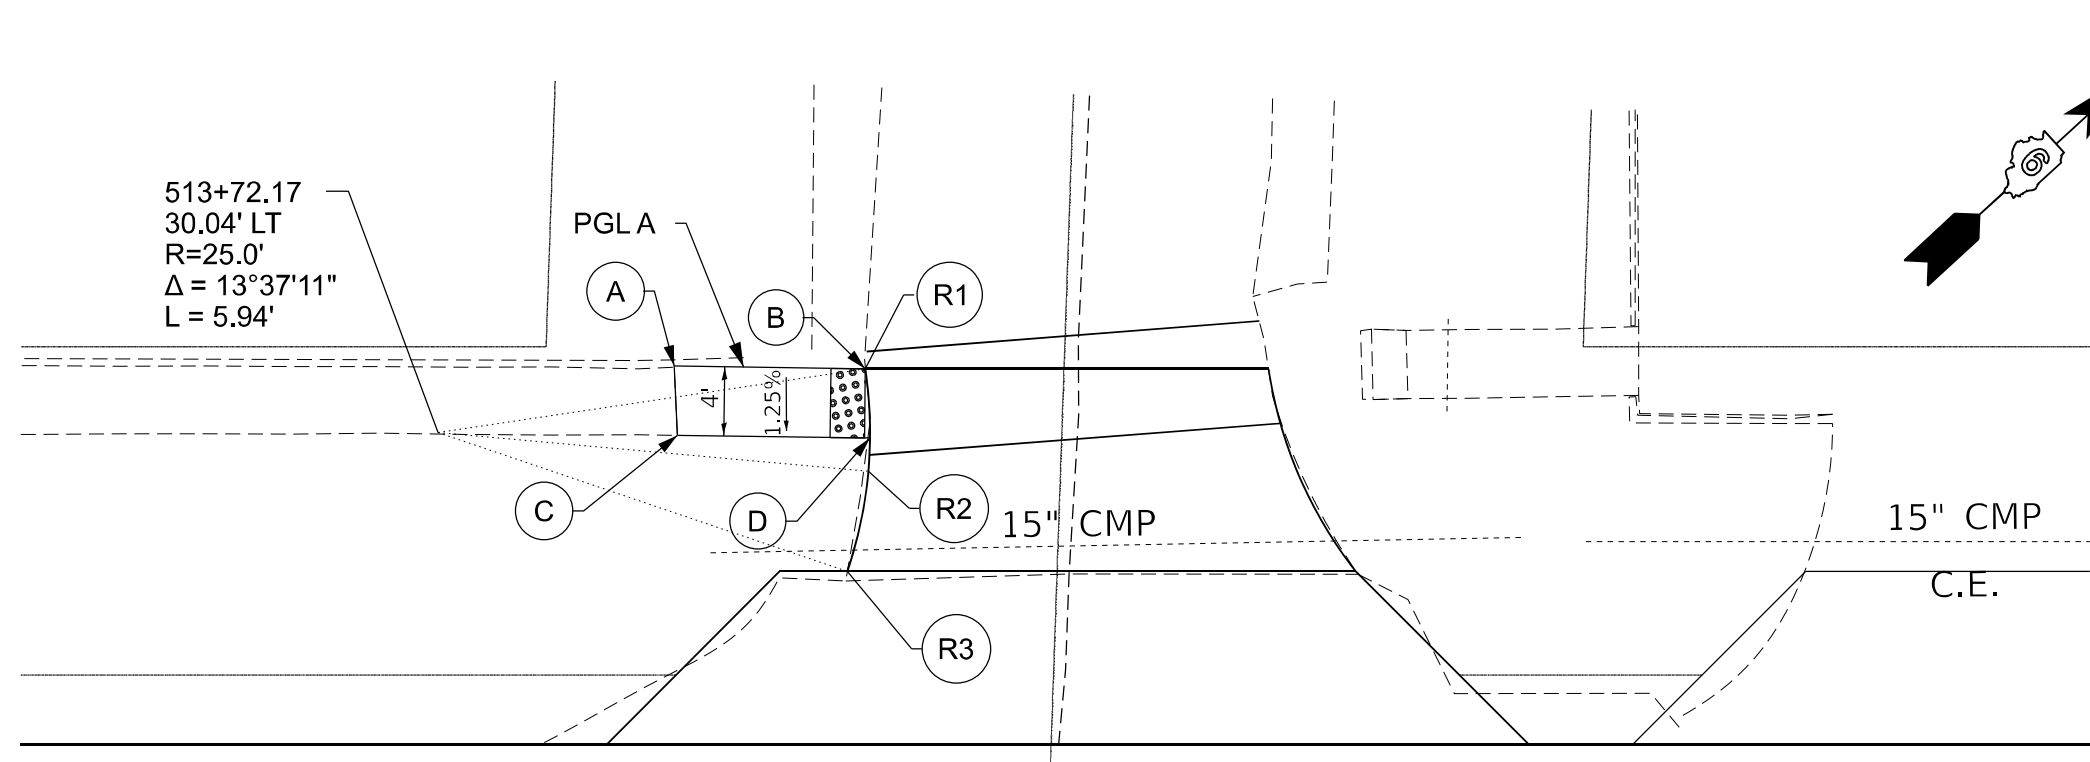 513+72.17
30.04' LT
R=25.0'
Δ = 13°37'11"
L = 5.94'
PGL A
A
B
R1
4'
1.25%
C
D
R2
15" CMP
15" CMP
C.E.
R3
6